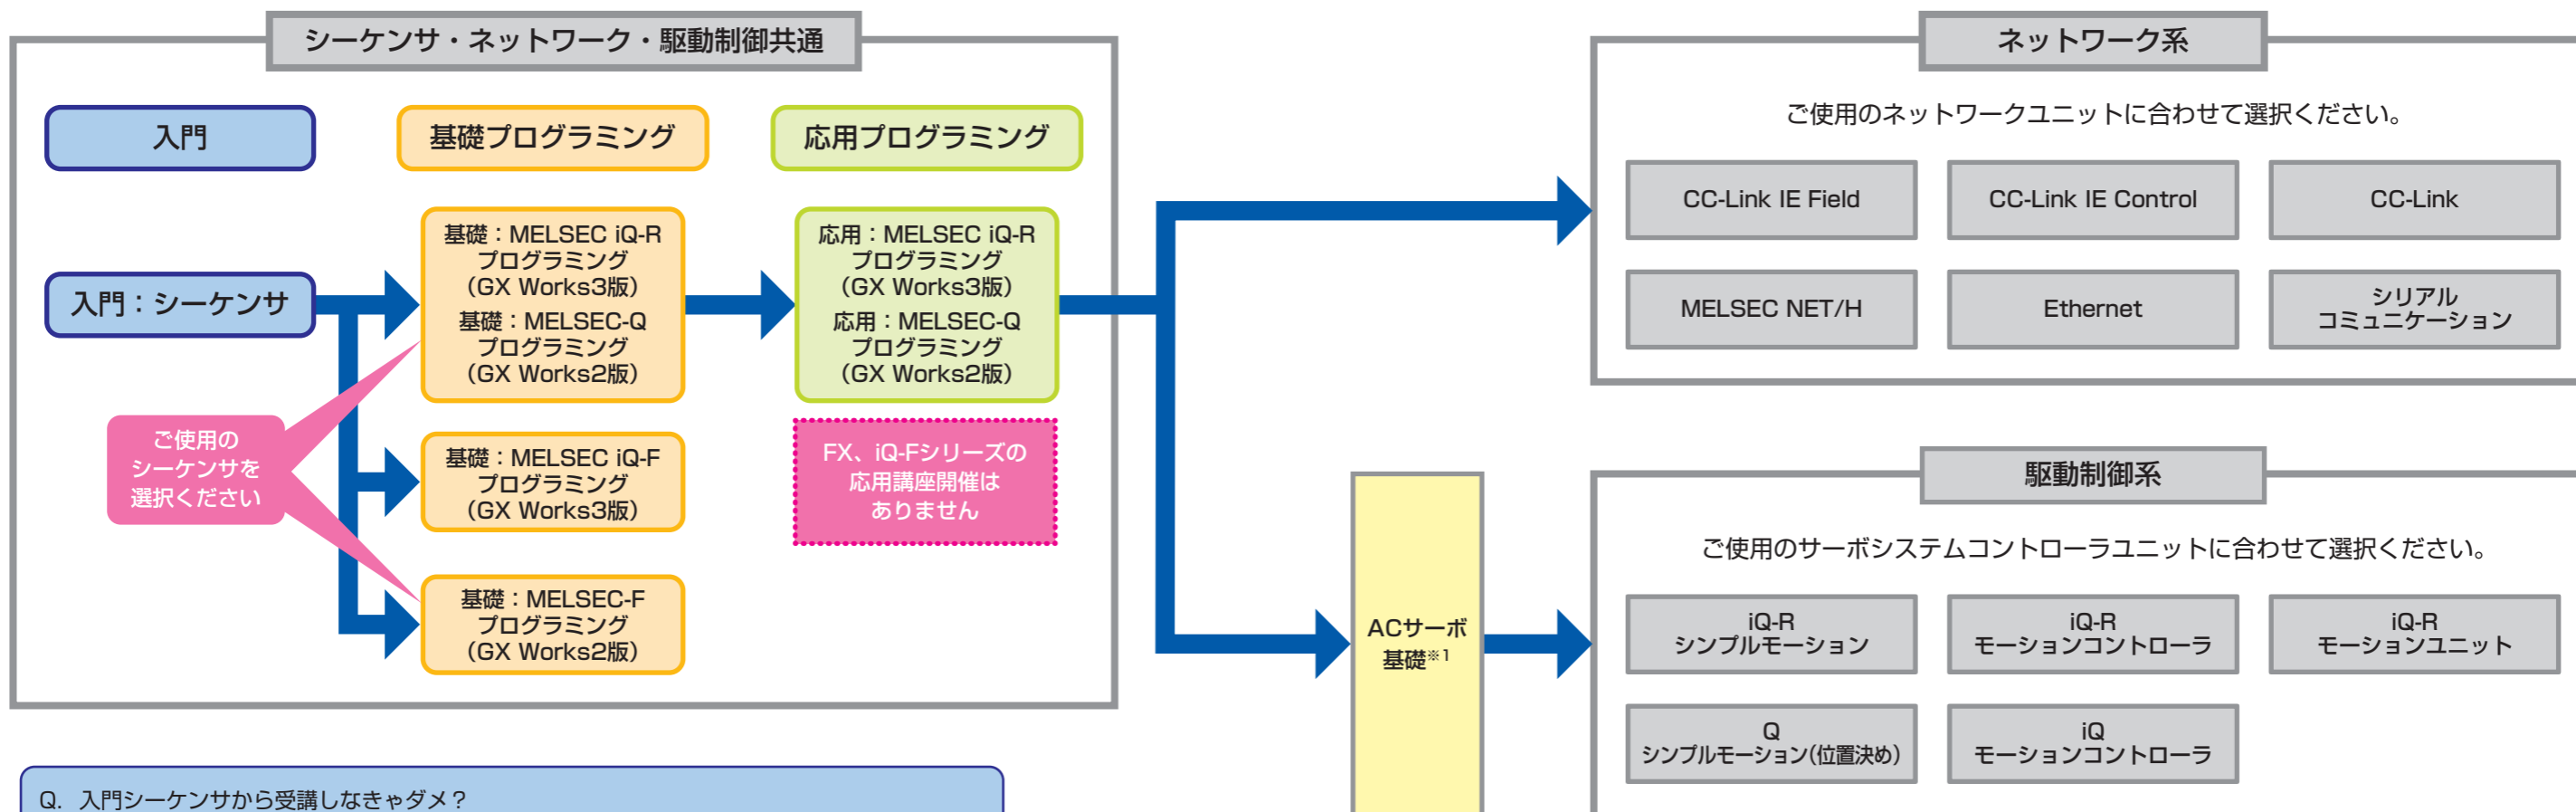 シーケンサ・ネットワーク・駆動制御共通
入門
基礎プログラミング
応用プログラミング
入門：シーケンサ
基礎：MELSEC iQ-R
プログラミング
（GX Works3版）
基礎：MELSEC-Q
プログラミング
（GX Works2版）
応用：MELSEC iQ-R
プログラミング
（GX Works3版）
応用：MELSEC-Q
プログラミング
（GX Works2版）
ご使用の
シーケンサを
選択ください
基礎：MELSEC iQ-F
プログラミング
（GX Works3版）
FX、iQ-Fシリーズの
応用講座開催は
ありません
基礎：MELSEC-F
プログラミング
（GX Works2版）
ネットワーク系
ご使用のネットワークユニットに合わせて選択ください。
CC-Link IE Field
CC-Link IE Control
CC-Link
MELSEC NET/H
Ethernet
シリアル
コミュニケーション
ACサーボ
基礎※1
駆動制御系
ご使用のサーボシステムコントローラユニットに合わせて選択ください。
iQ-R
シンプルモーション
iQ-R
モーションコントローラ
iQ-R
モーションユニット
Q
シンプルモーション(位置決め)
iQ
モーションコントローラ
Q. 入門シーケンサから受講しなきゃダメ？